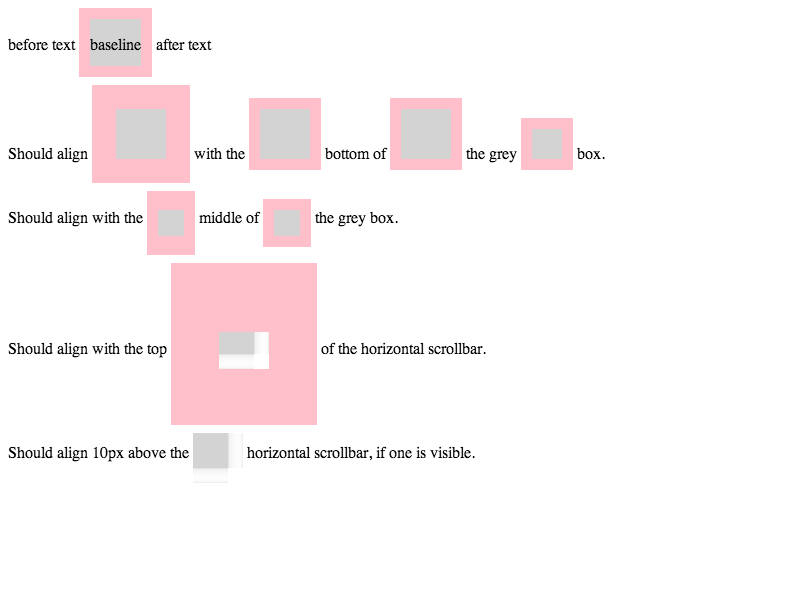 before text baseline after text
Should align with the bottom of the grey box.
Should align with the middle of the grey box.
Should align with the top of the horizontal scrollbar.
Should align 10px above the horizontal scrollbar, if one is visible.